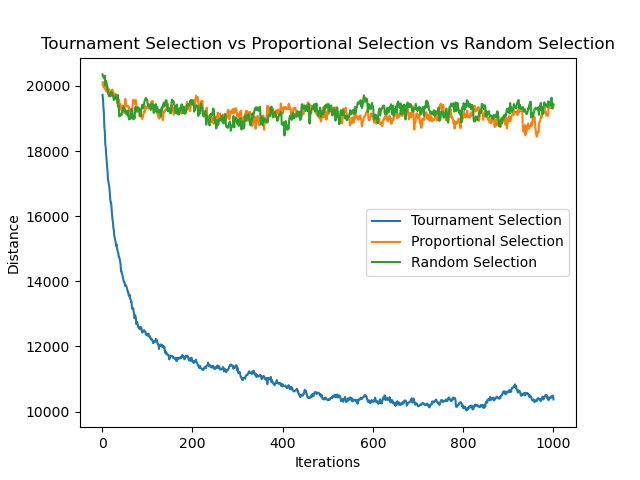 Tournament Selection vs Proportional Selection vs Random Selection
20000
18000
16000
14000
12000
10000
Distance
Tournament Selection
Proportional Selection
Random Selection
0 200 400 600 800 1000
Iterations